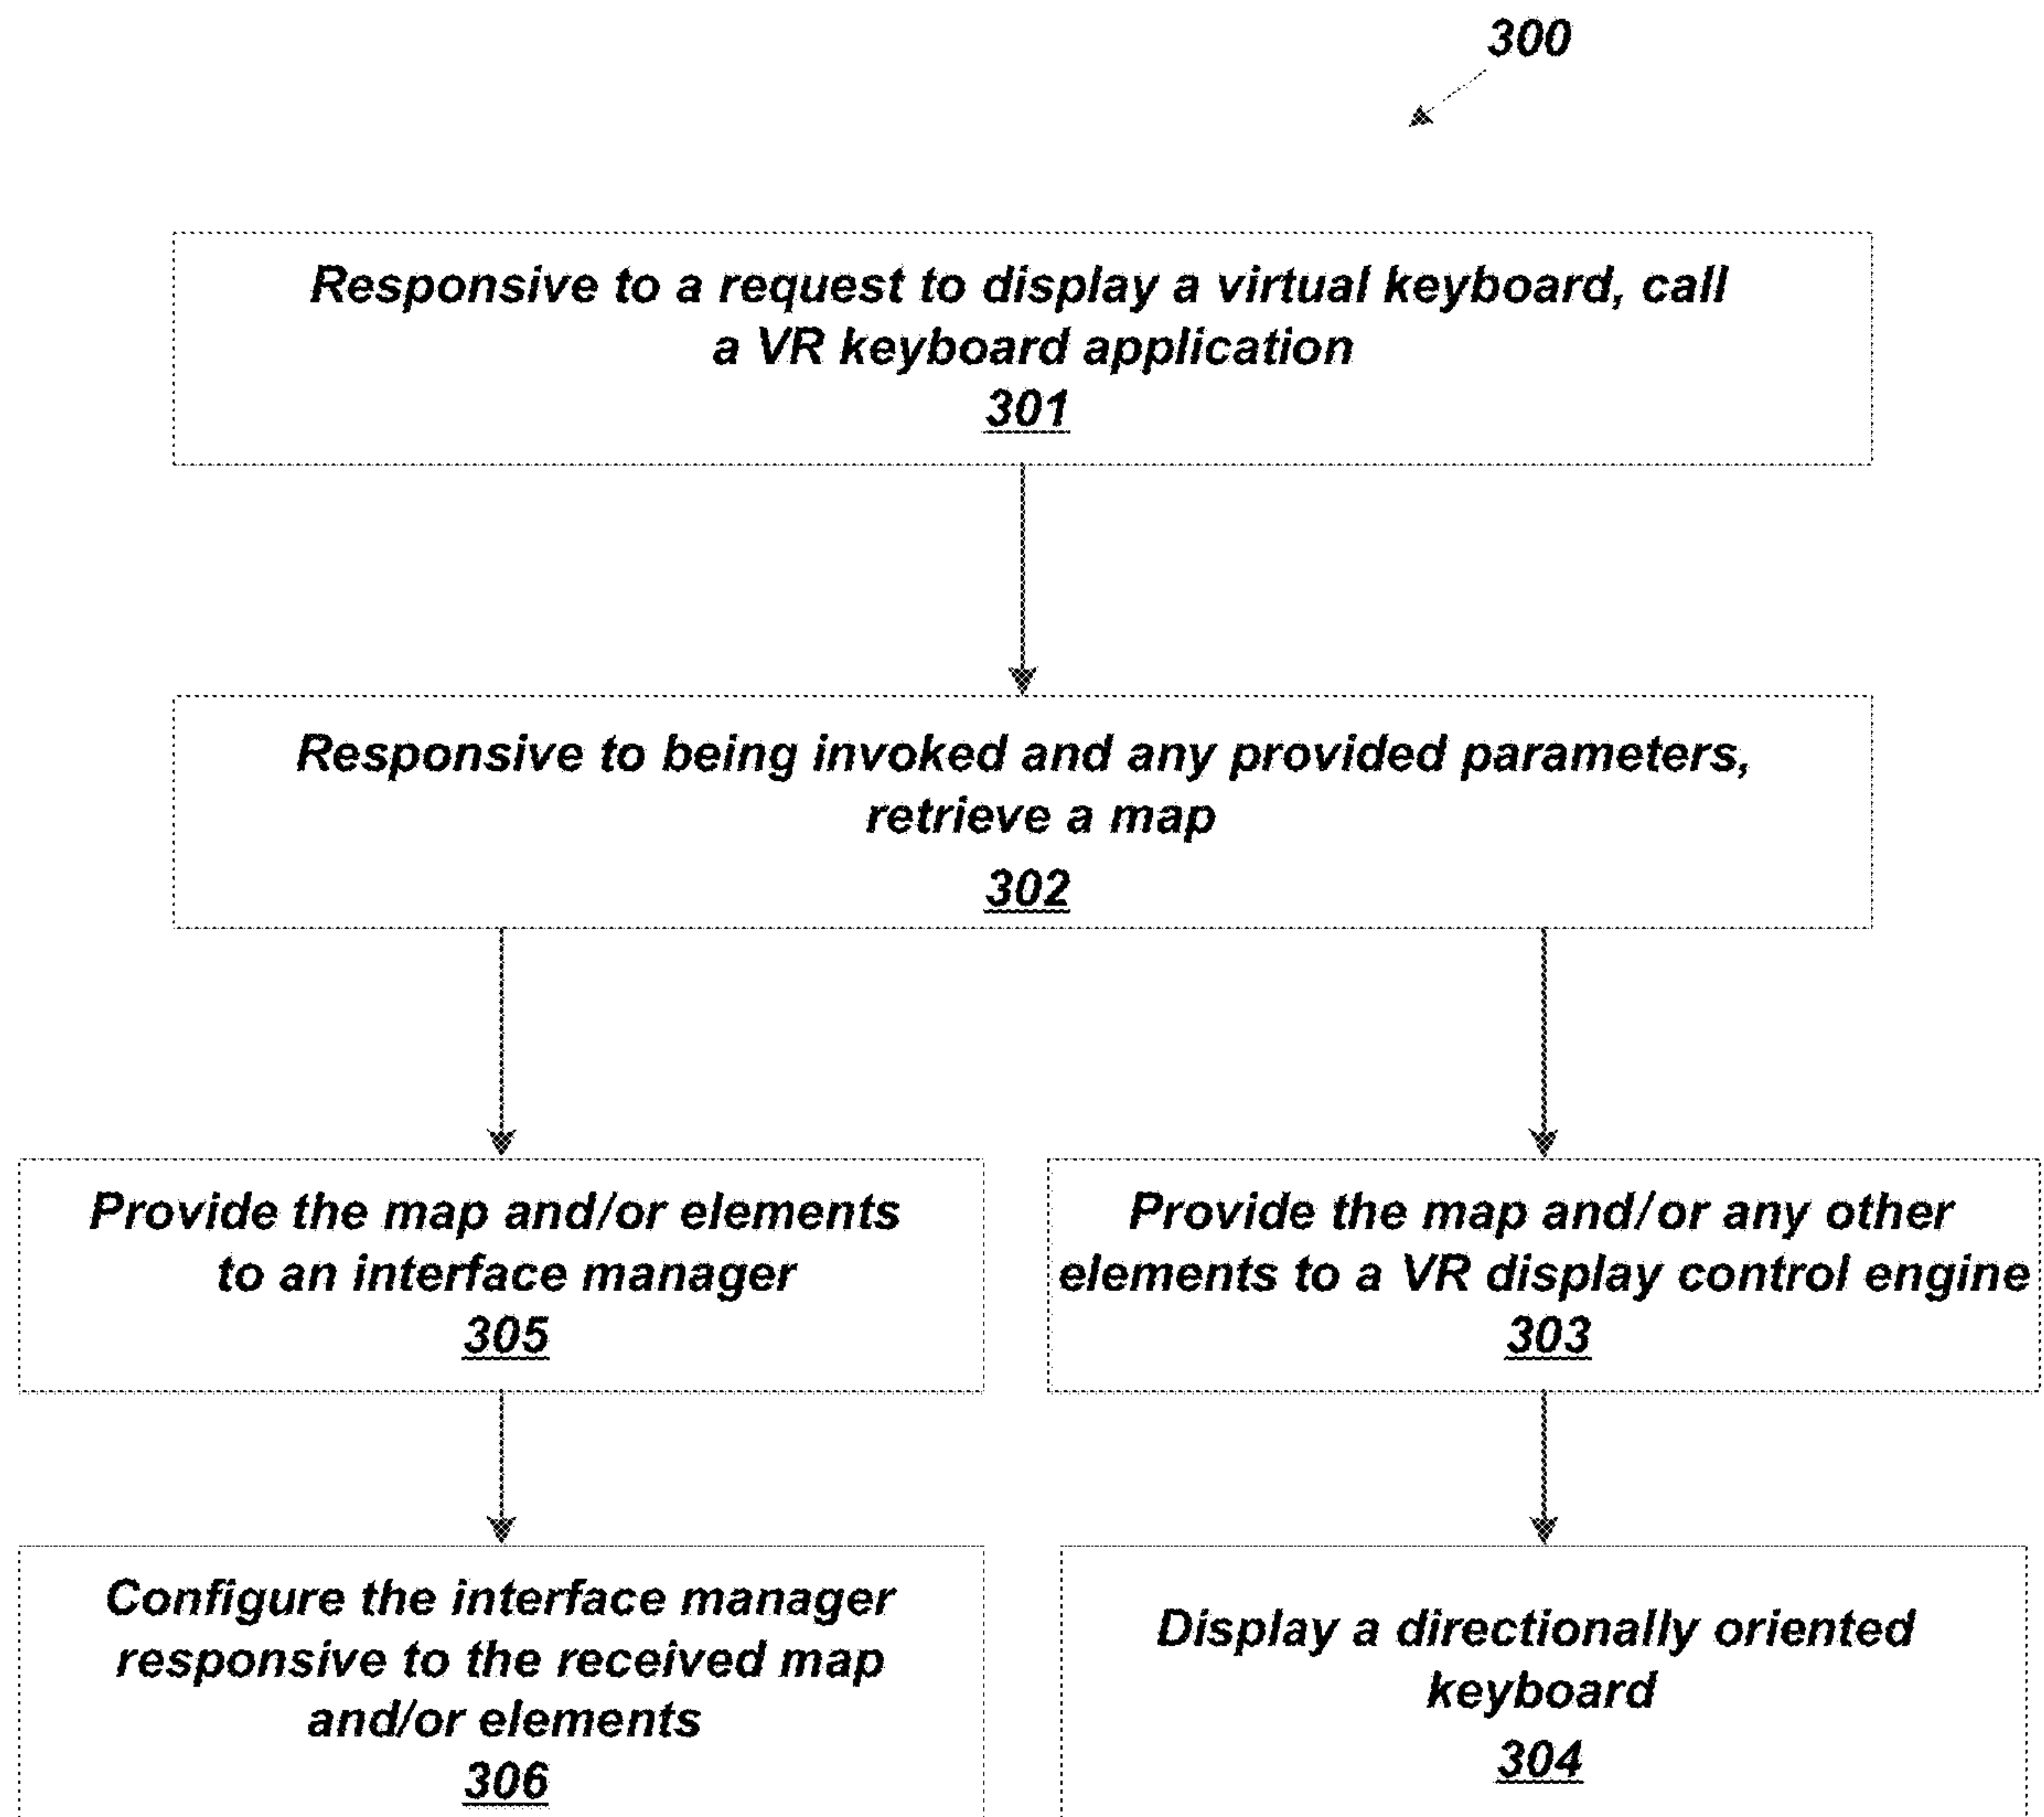 300
Responsive to a request to display a virtual keyboard, call
a VR keyboard application
301
Responsive to being invoked and any provided parameters,
retrieve a map
302
Provide the map and/or elements
to an interface manager
305
Provide the map and/or any other
elements to a VR display control engine
303
Configure the interface manager
responsive to the received map
and/or elements
306
Display a directionally oriented
keyboard
304